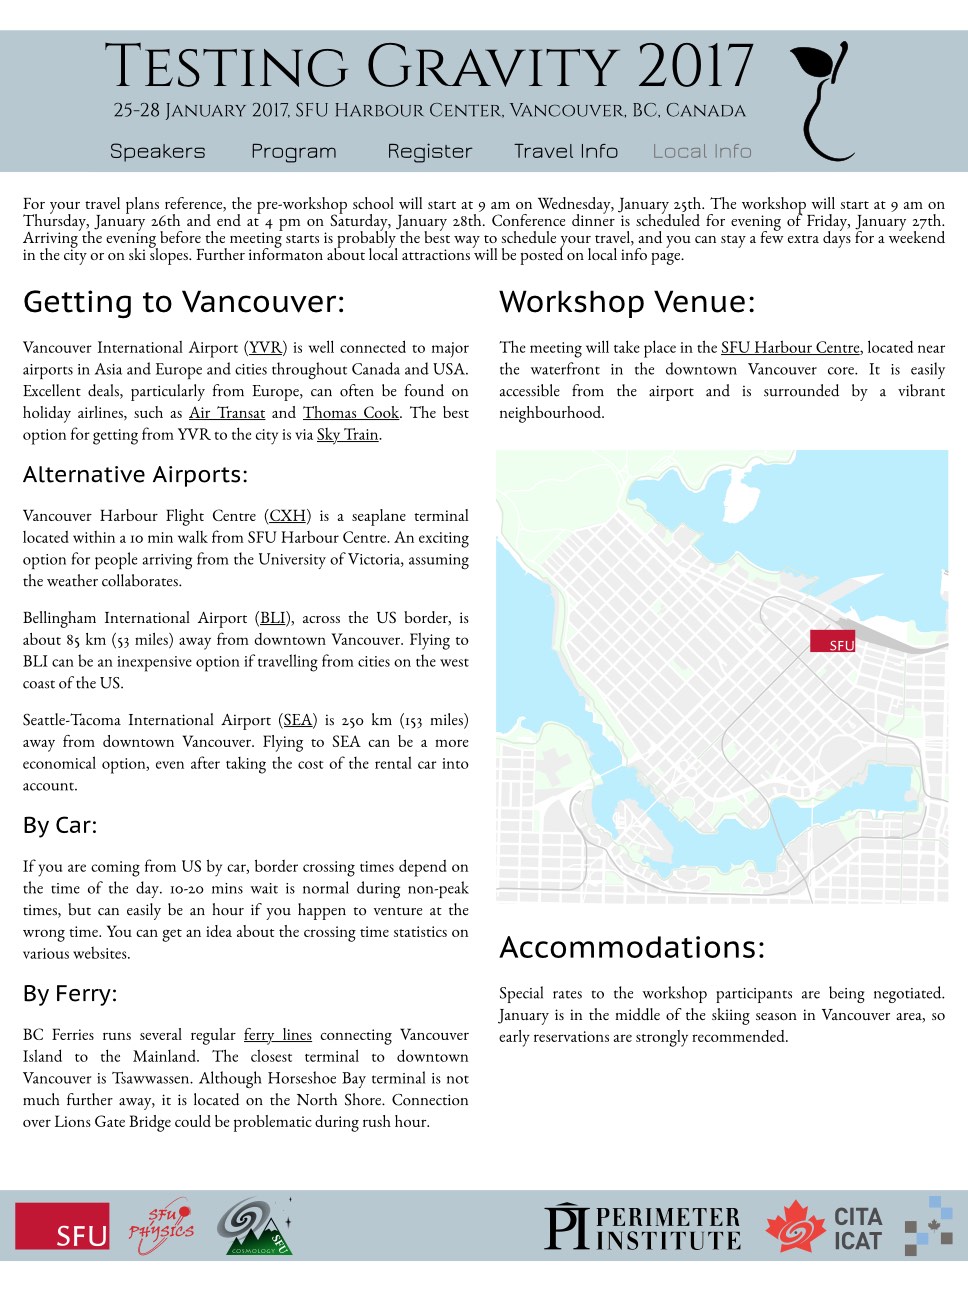 Testing Gravity 2017
25-28 January 2017, SFU Harbour Center, Vancouver, BC, Canada
Speakers Program Register Travel Info Local Info
For your travel plans reference, the pre-workshop school will start at 9 am on Wednesday, January 25th. The workshop will start at 9 am on
Thursday, January 26th and end at 4 pm on Saturday, January 28th. Conference dinner is scheduled for evening of Friday, January 27th.
Arriving the evening before the meeting starts is probably the best way to schedule your travel, and you can stay a few extra days for a weekend
in the city or on ski slopes. Further informaton about local attractions will be posted on local info page.
Getting to Vancouver:
Vancouver International Airport (YVR) is well connected to major
airports in Asia and Europe and cities throughout Canada and USA.
Excellent deals, particularly from Europe, can often be found on
holiday airlines, such as Air Transat and Thomas Cook. The best
option for getting from YVR to the city is via Sky Train.
Alternative Airports:
Vancouver Harbour Flight Centre (CXH) is a seaplane terminal
located within a 10 min walk from SFU Harbour Centre. An exciting
option for people arriving from the University of Victoria, assuming
the weather collaborates.
Bellingham International Airport (BLI), across the US border, is
about 85 km (53 miles) away from downtown Vancouver. Flying to
BLI can be an inexpensive option if travelling from cities on the west
coast of the US.
Seattle-Tacoma International Airport (SEA) is 250 km (153 miles)
away from downtown Vancouver. Flying to SEA can be a more
economical option, even after taking the cost of the rental car into
account.
By Car:
If you are coming from US by car, border crossing times depend on
the time of the day. 10-20 mins wait is normal during non-peak
times, but can easily be an hour if you happen to venture at the
wrong time. You can get an idea about the crossing time statistics on
various websites.
By Ferry:
BC Ferries runs several regular ferry lines connecting Vancouver
Island to the Mainland. The closest terminal to downtown
Vancouver is Tsawwassen. Although Horseshoe Bay terminal is not
much further away, it is located on the North Shore. Connection
over Lions Gate Bridge could be problematic during rush hour.
Workshop Venue:
The meeting will take place in the SFU Harbour Centre, located near
the waterfront in the downtown Vancouver core. It is easily
accessible from the airport and is surrounded by a vibrant
neighbourhood.
SFU
Accommodations:
Special rates to the workshop participants are being negotiated.
January is in the middle of the skiing season in Vancouver area, so
early reservations are strongly recommended.
SFU
SFU
PHYSICS
COSMOLOGY
SFU
PI PERIMETER
INSTITUTE
CITA
ICAT